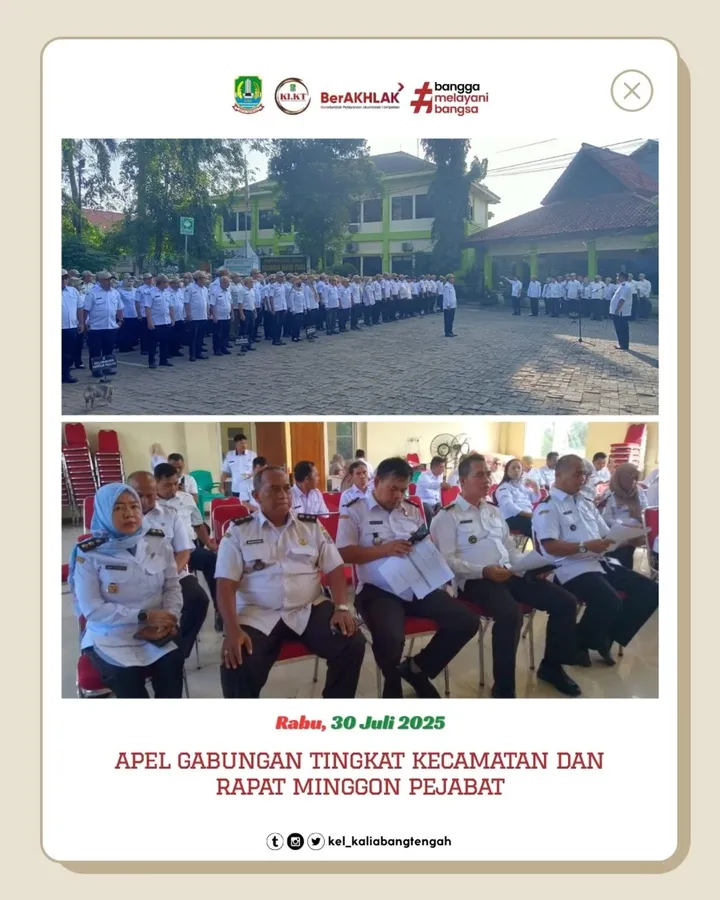 KLKT
BerAKHLAK
bangga
melayani
bangsa
Rabu, 30 Juli 2025
APEL GABUNGAN TINGKAT KECAMATAN DAN
RAPAT MINGGON PEJABAT
kel_kaliabangtengah